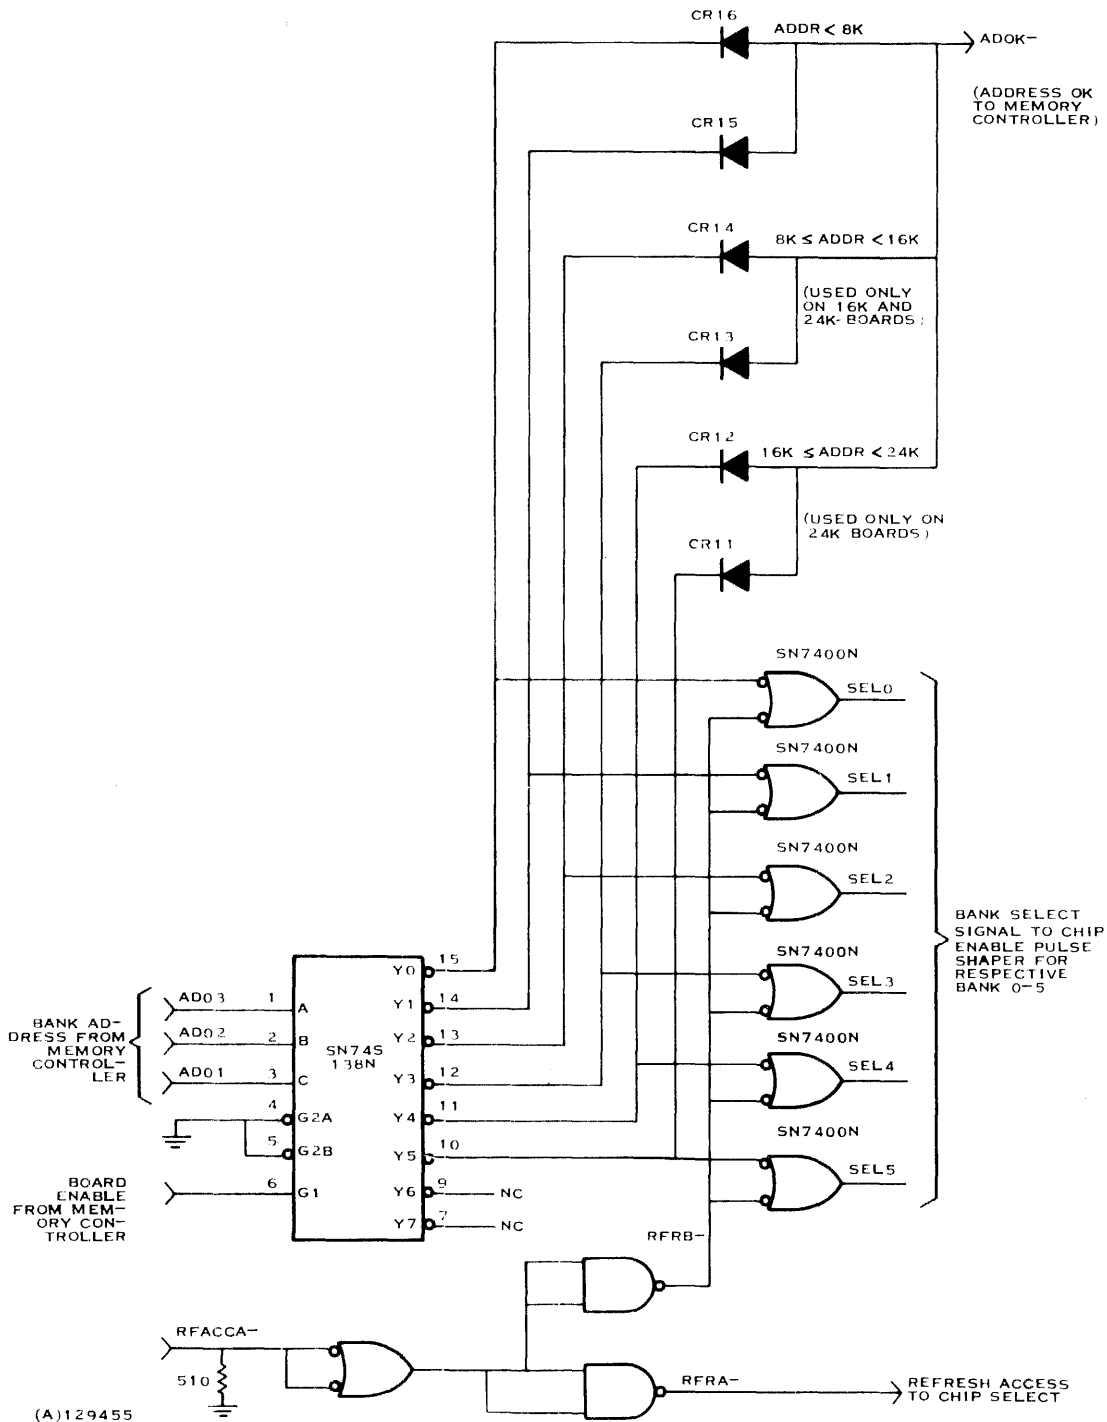 CR16
ADDR < 8K
ADOK-
(ADDRESS OK
TO MEMORY
CONTROLLER)
CR15
CR14
8K ≤ ADDR < 16K
(USED ONLY
ON 16K AND
24K-BOARDS)
CR13
CR12
16K ≤ ADDR < 24K
(USED ONLY ON
24K BOARDS)
CR11
SN7400N
SEL0
SN7400N
SEL1
SN7400N
SEL2
SN7400N
SEL3
SN7400N
SEL4
SN7400N
SEL5
BANK SELECT
SIGNAL TO CHIP
ENABLE PULSE
SHAPER FOR
RESPECTIVE
BANK 0-5
BANK AD-
DRESS FROM
MEMORY
CONTROL-
LER
AD03 1 A
AD02 2 B
AD01 3 C
4 G2A
5 G2B
6 G1
BOARD
ENABLE
FROM MEM-
ORY CON-
TROLLER
SN74S
138N
Y0 15
Y1 14
Y2 13
Y3 12
Y4 11
Y5 10
Y6 9 NC
Y7 7 NC
RFRB-
RFACCA-
510
RFRA-
REFRESH ACCESS
TO CHIP SELECT
(A)129455